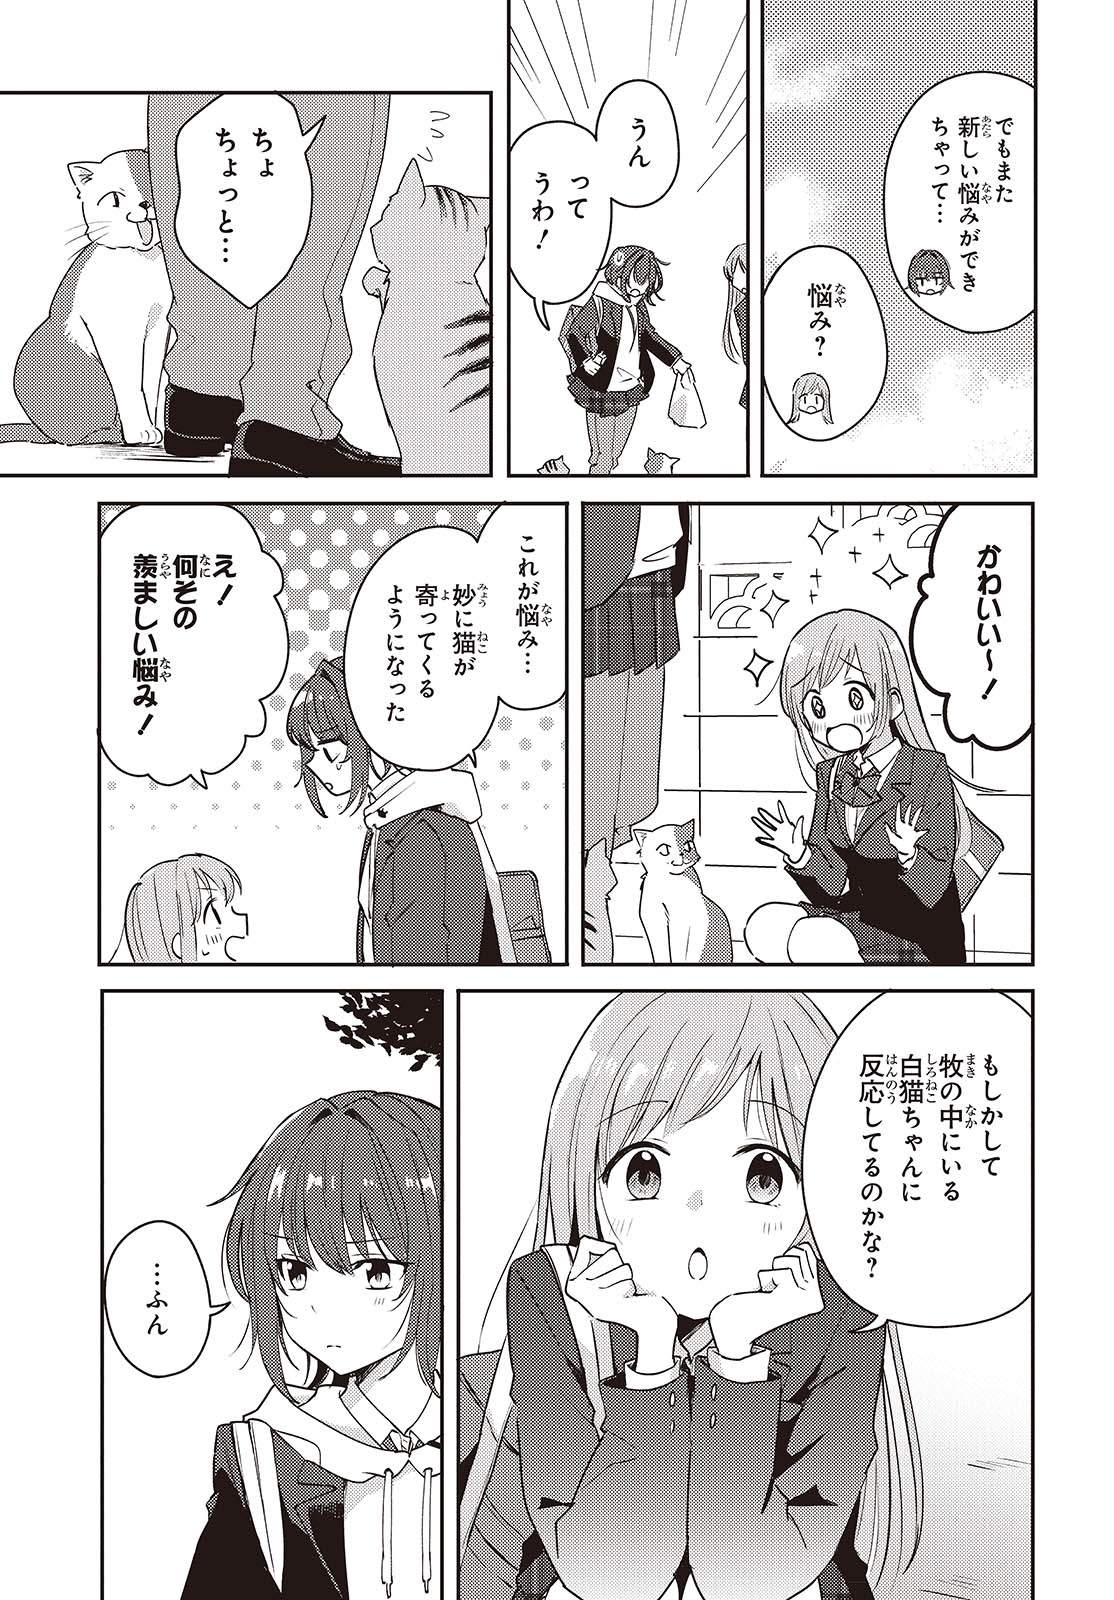 でもまた
新しい悩みができ
ちゃって…
悩み?
うん
って
うわ!
ちょ
ちょっと…
かわいい〜!
これが悩み…
妙に猫が
寄ってくる
ようになった
え!
何その
羨ましい悩み!
もしかして
牧の中にいる
白猫ちゃんに
反応してるのかな?
…ふん